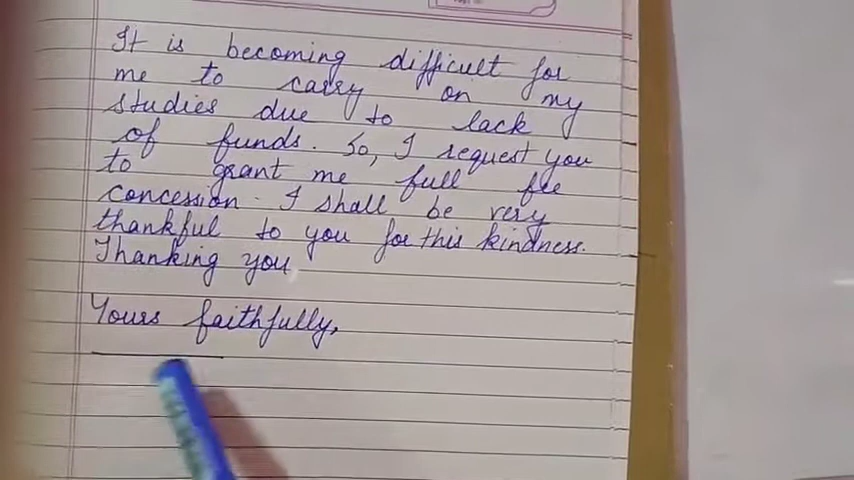 It is becoming difficult for
me to carry on my
studies due to lack
of funds. So, I request you
to grant me full fee
concession. I shall be very
thankful to you for this kindness.
Thanking you
Yours faithfully,